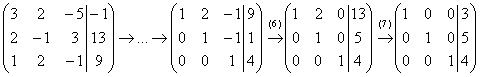 (3 2 -5|-1) (1 2 -1|9) (1 2 0|13) (1 0 0|3)
(2 -1 3|13) → ... → (0 1 -1|1) (6)→ (0 1 0|5) (7)→ (0 1 0|5)
(1 2 -1|9) (0 0 1|4) (0 0 1|4) (0 0 1|4)